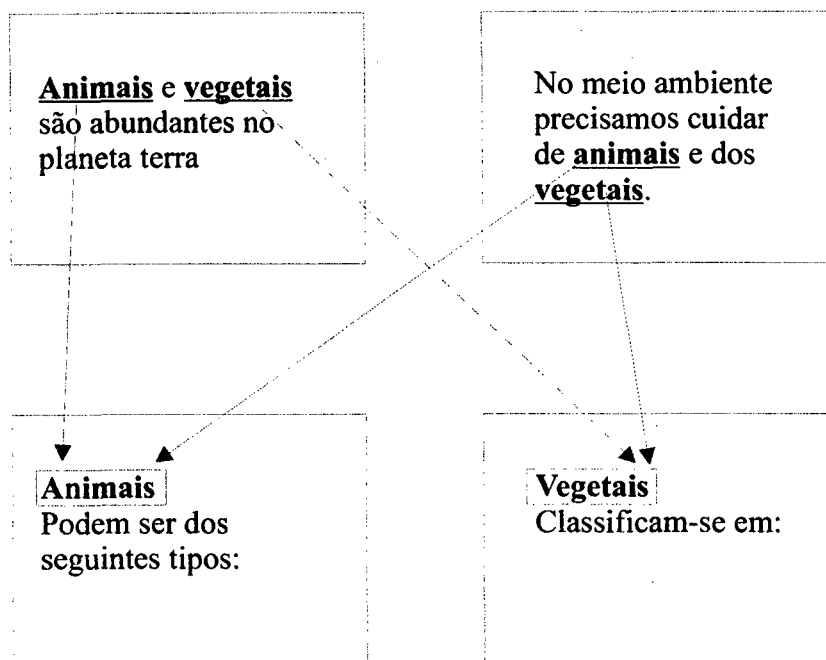 Animais e vegetais
são abundantes no
planeta terra
No meio ambiente
precisamos cuidar
de animais e dos
vegetais.
Animais
Podem ser dos
seguintes tipos:
Vegetais
Classificam-se em: